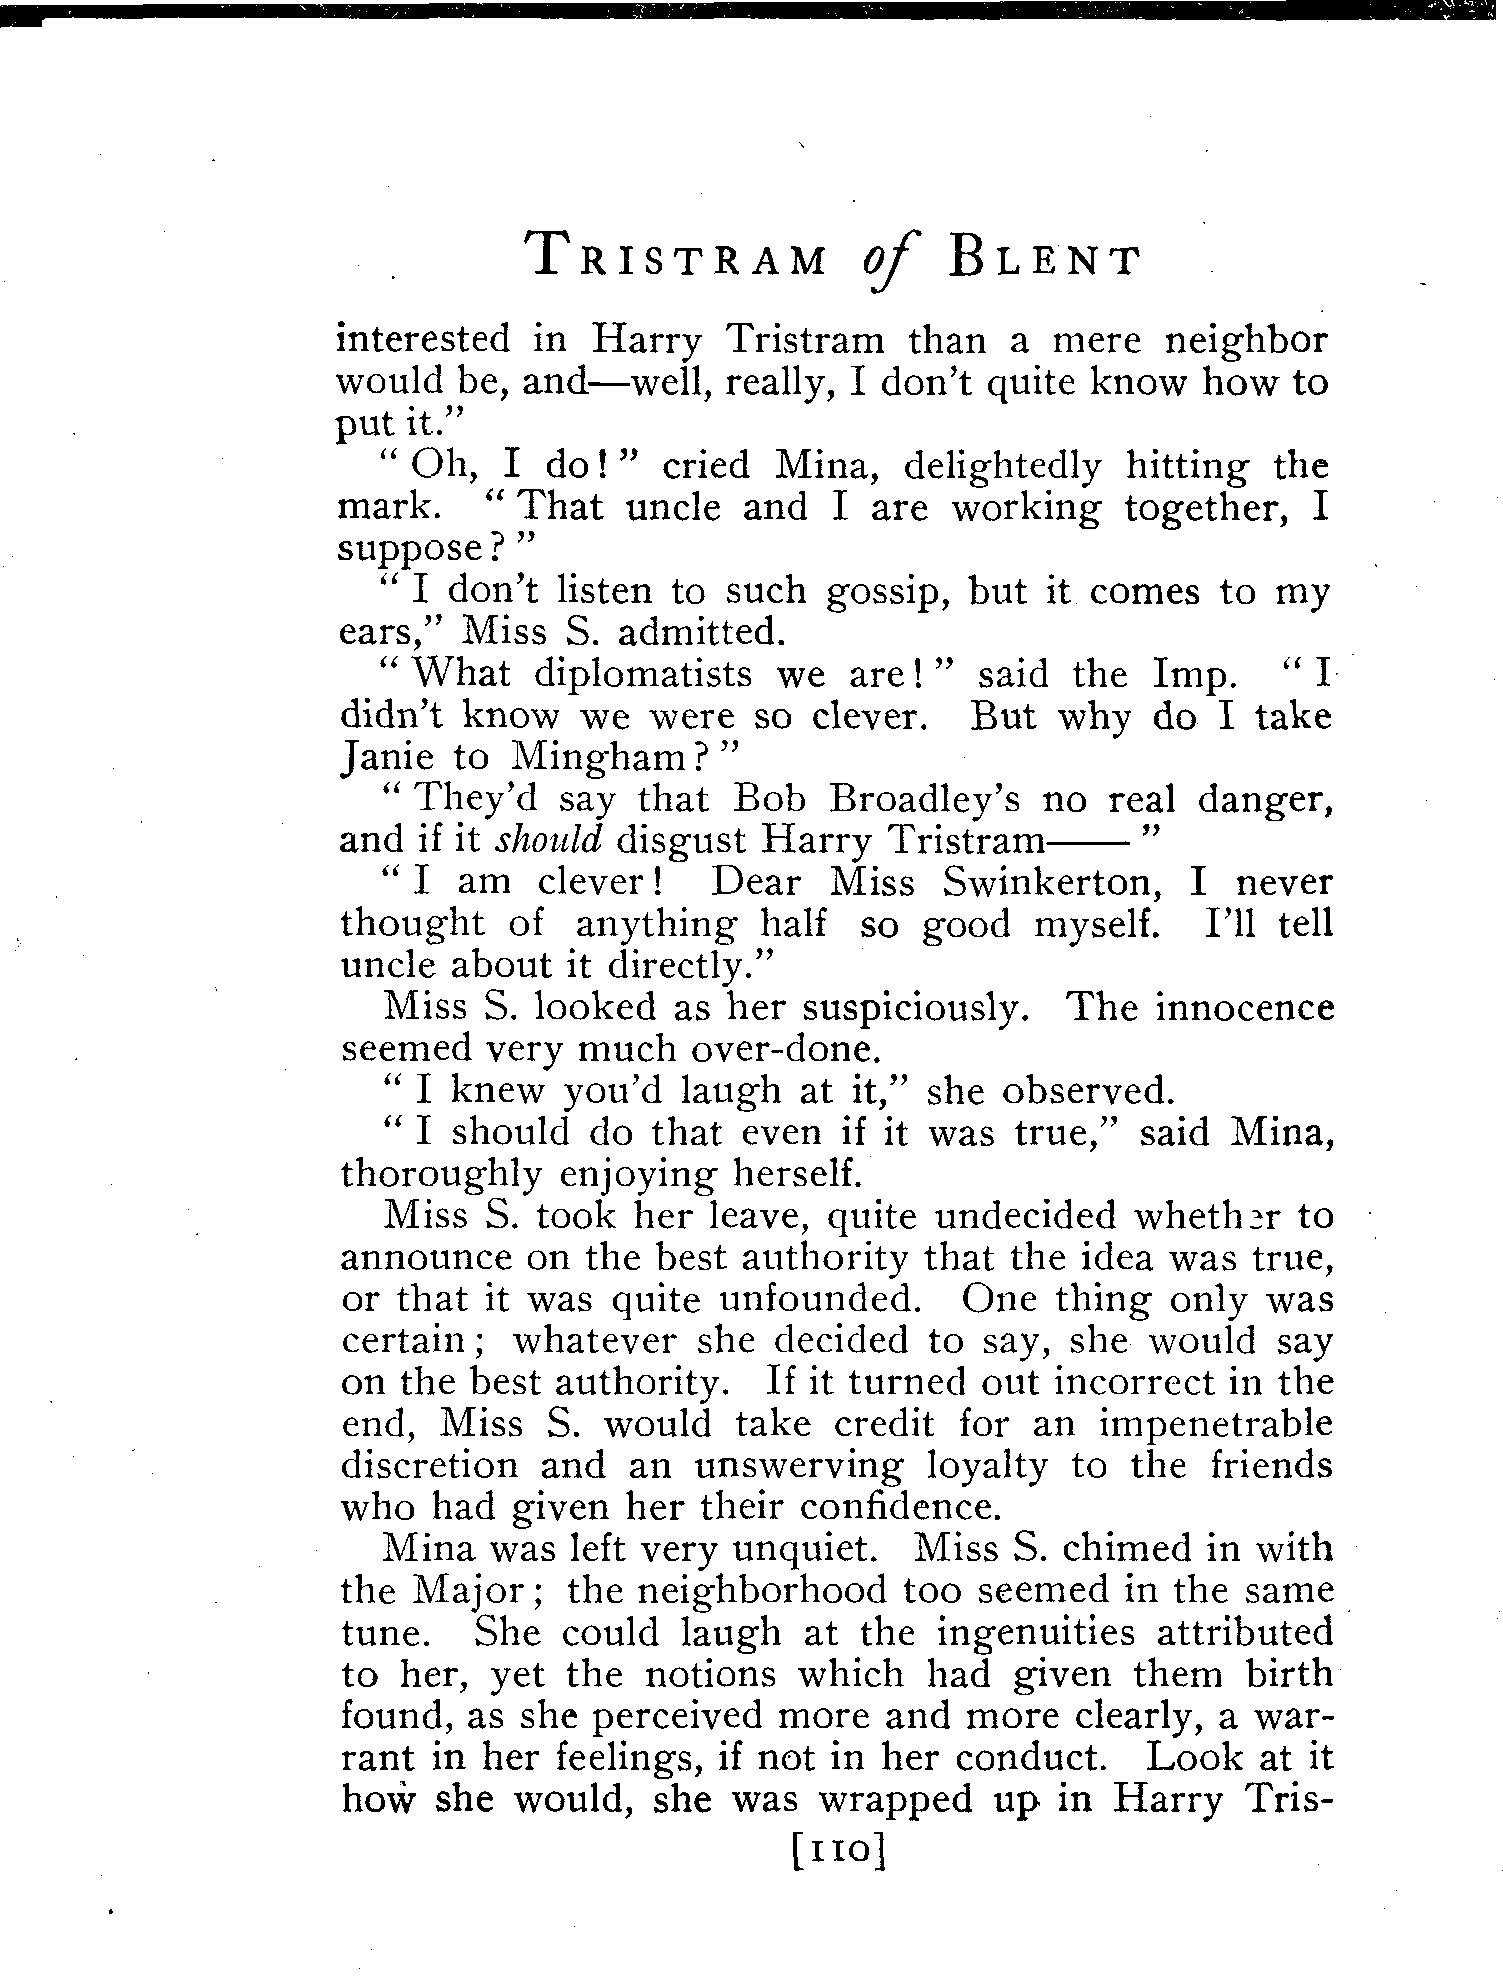 TRISTRAM of BLENT
interested in Harry Tristram than a mere neighbor
would be, and—well, really, I don't quite know how to
put it."
" Oh, I do! " cried Mina, delightedly hitting the
mark. " That uncle and I are working together, I
suppose? "
" I don't listen to such gossip, but it comes to my
ears," Miss S. admitted.
" What diplomatists we are! " said the Imp. " I
didn't know we were so clever. But why do I take
Janie to Mingham? "
" They'd say that Bob Broadley's no real danger,
and if it should disgust Harry Tristram—— "
" I am clever! Dear Miss Swinkerton, I never
thought of anything half so good myself. I'll tell
uncle about it directly."
Miss S. looked as her suspiciously. The innocence
seemed very much over-done.
" I knew you'd laugh at it," she observed.
" I should do that even if it was true," said Mina,
thoroughly enjoying herself.
Miss S. took her leave, quite undecided whether to
announce on the best authority that the idea was true,
or that it was quite unfounded. One thing only was
certain; whatever she decided to say, she would say
on the best authority. If it turned out incorrect in the
end, Miss S. would take credit for an impenetrable
discretion and an unswerving loyalty to the friends
who had given her their confidence.
Mina was left very unquiet. Miss S. chimed in with
the Major; the neighborhood too seemed in the same
tune. She could laugh at the ingenuities attributed
to her, yet the notions which had given them birth
found, as she perceived more and more clearly, a war-
rant in her feelings, if not in her conduct. Look at it
how she would, she was wrapped up in Harry Tris-
[110]